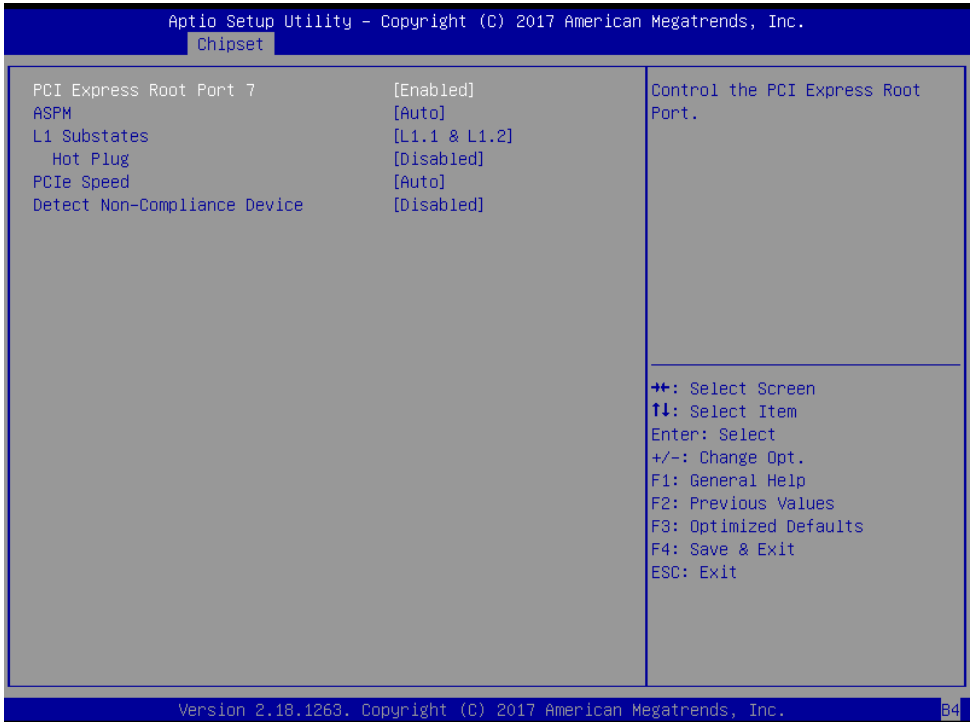 Aptio Setup Utility – Copyright (C) 2017 American Megatrends, Inc.
Chipset
PCI Express Root Port 7 [Enabled]
ASPM [Auto]
L1 Substates [L1.1 & L1.2]
Hot Plug [Disabled]
PCIe Speed [Auto]
Detect Non-Compliance Device [Disabled]
Control the PCI Express Root
Port.
→←: Select Screen
↑↓: Select Item
Enter: Select
+/-: Change Opt.
F1: General Help
F2: Previous Values
F3: Optimized Defaults
F4: Save & Exit
ESC: Exit
Version 2.18.1263. Copyright (C) 2017 American Megatrends, Inc.
B4